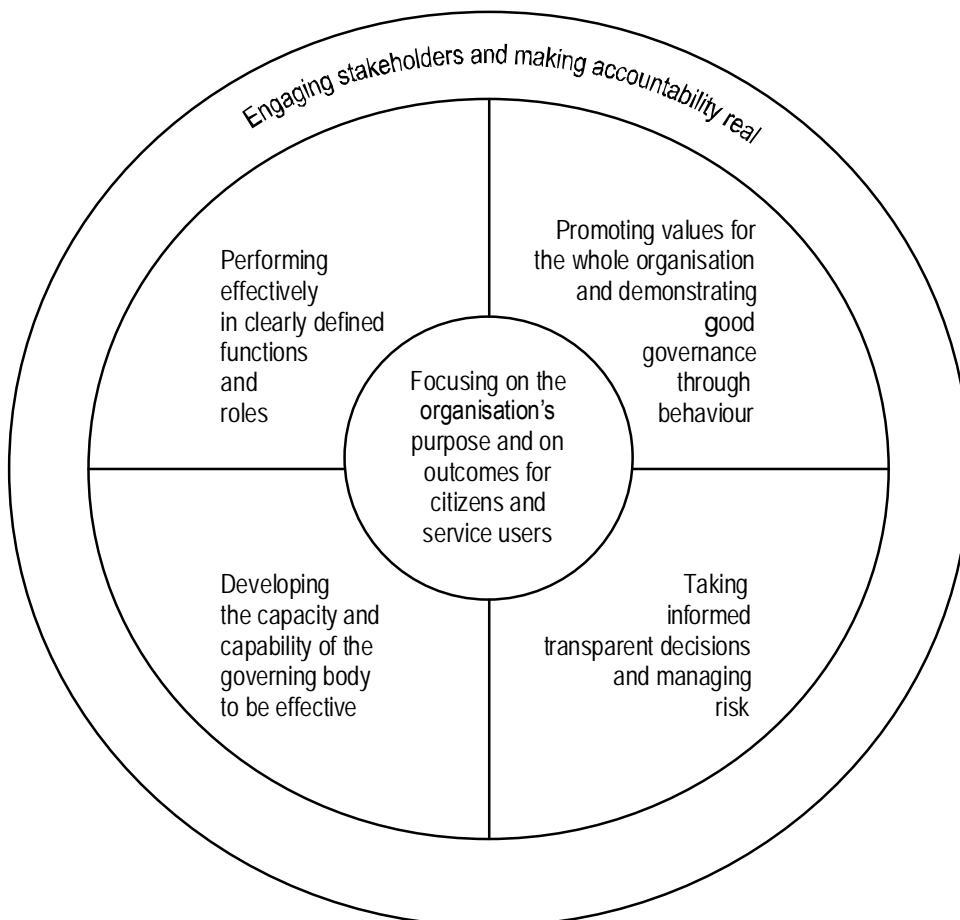 Engaging stakeholders and making accountability real
Performing
effectively
in clearly defined
functions
and
roles
Promoting values for
the whole organisation
and demonstrating
good
governance
through
behaviour
Focusing on the
organisation's
purpose and on
outcomes for
citizens and
service users
Developing
the capacity and
capability of the
governing body
to be effective
Taking
informed
transparent decisions
and managing
risk